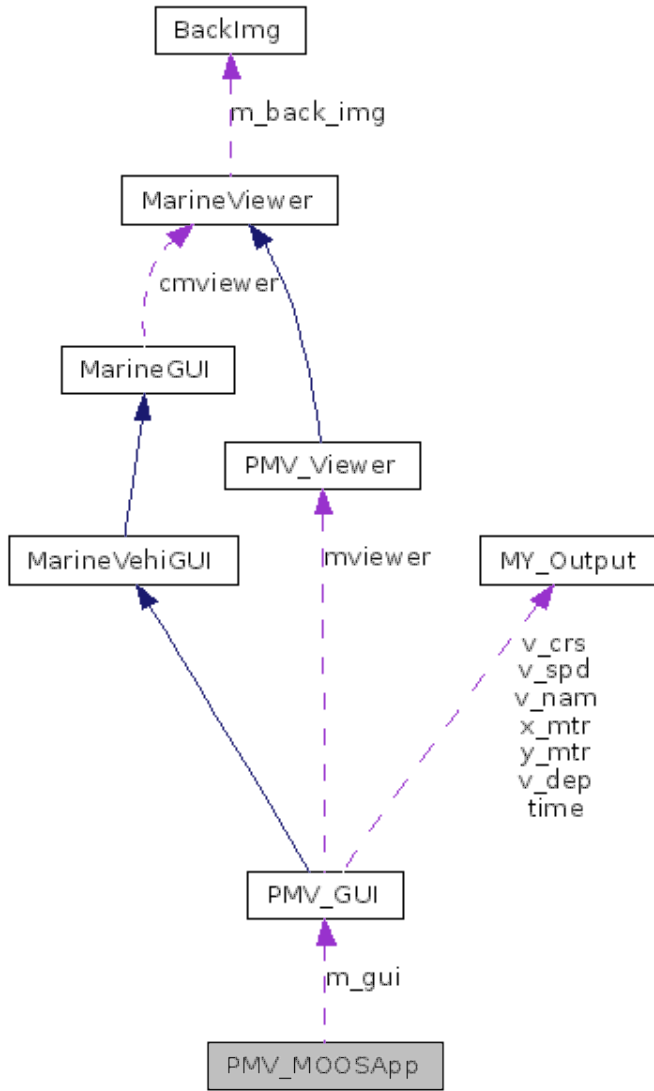 BackImg
m_back_img
MarineViewer
cmviewer
MarineGUI
PMV_Viewer
MarineVehiGUI
mviewer
MY_Output
v_crs
v_spd
v_nam
x_mtr
y_mtr
v_dep
time
PMV_GUI
m_gui
PMV_MOOSApp